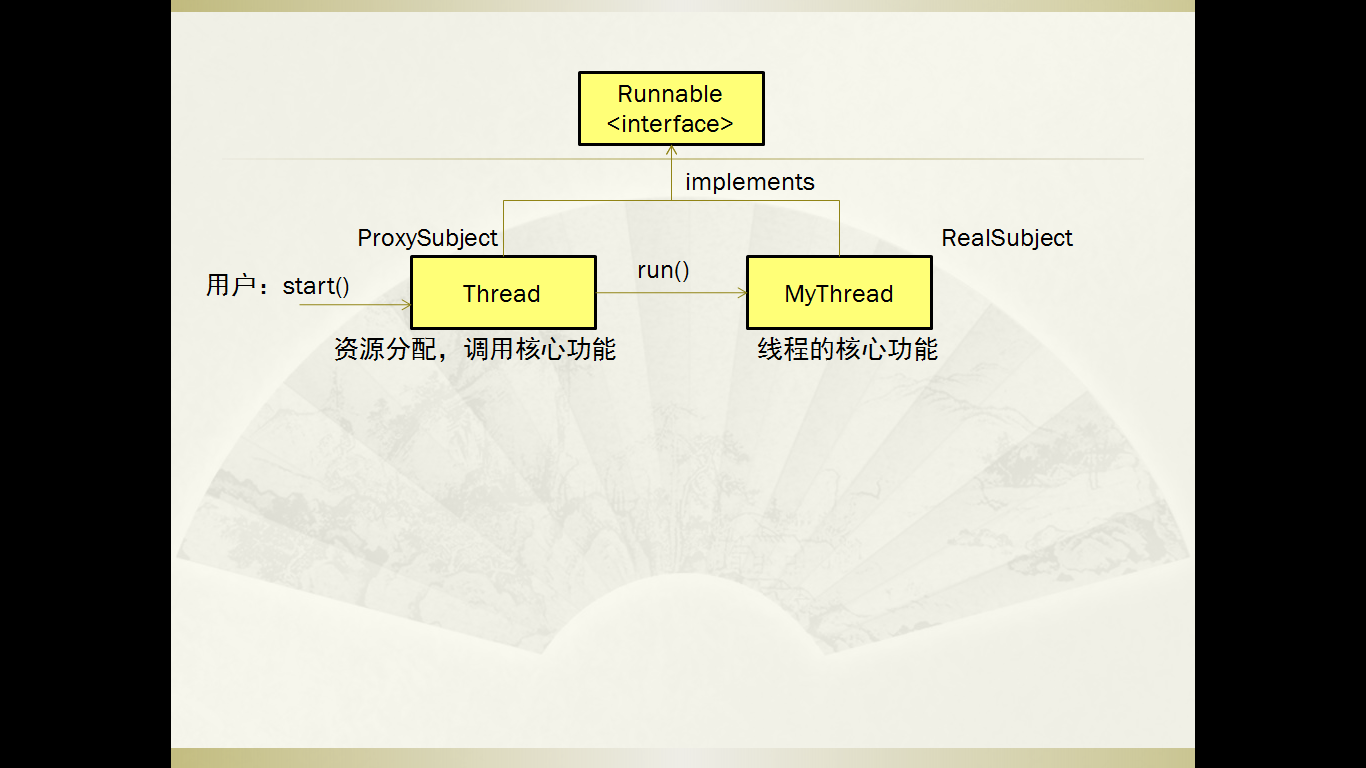 Runnable
<interface>
implements
ProxySubject
RealSubject
用户：start()
Thread
run()
MyThread
资源分配，调用核心功能
线程的核心功能